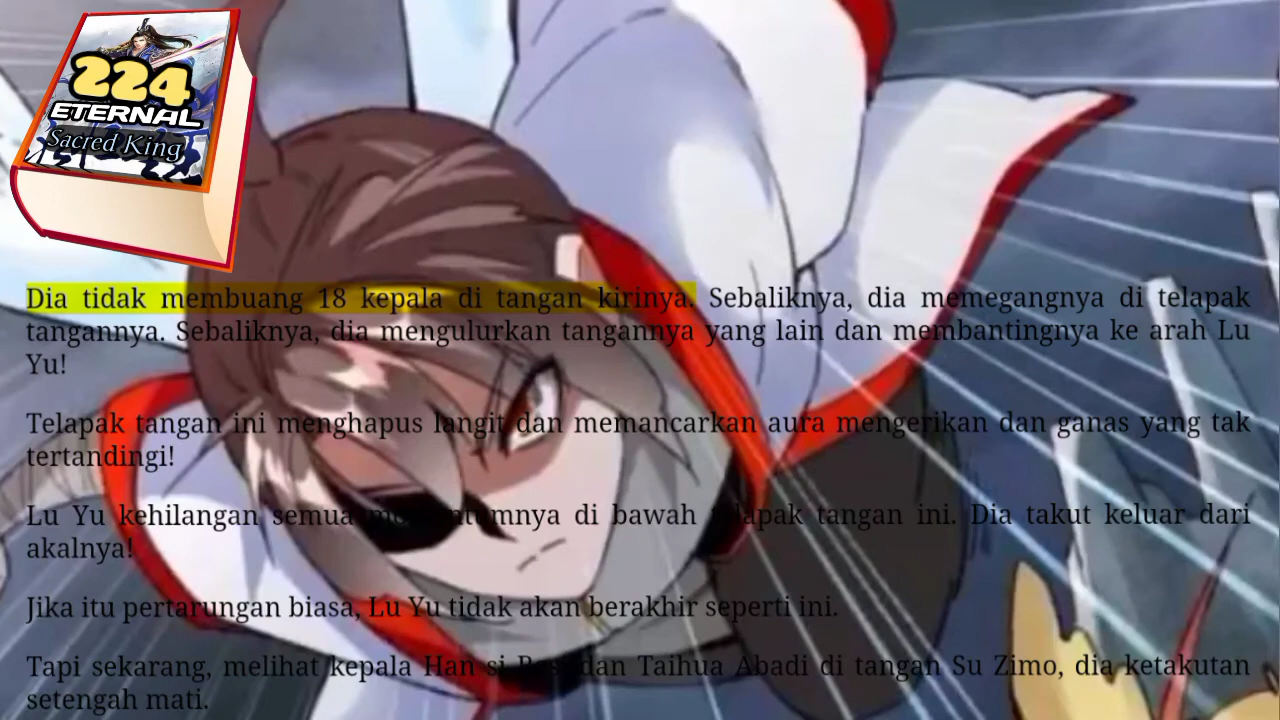 224
ETERNAL
Sacred King
Dia tidak membuang 18 kepala di tangan kirinya. Sebaliknya, dia memegangnya di telapak
tangannya. Sebaliknya, dia mengulurkan tangannya yang lain dan membantingnya ke arah Lu
Yu!
Telapak tangan ini menghapus langit dan memancarkan aura mengerikan dan ganas yang tak
tertandingi!
Lu Yu kehilangan semua momentumnya di bawah telapak tangan ini. Dia takut keluar dari
akalnya!
Jika itu pertarungan biasa, Lu Yu tidak akan berakhir seperti ini.
Tapi sekarang, melihat kepala Han si dan Taihua Abadi di tangan Su Zimo, dia ketakutan
setengah mati.